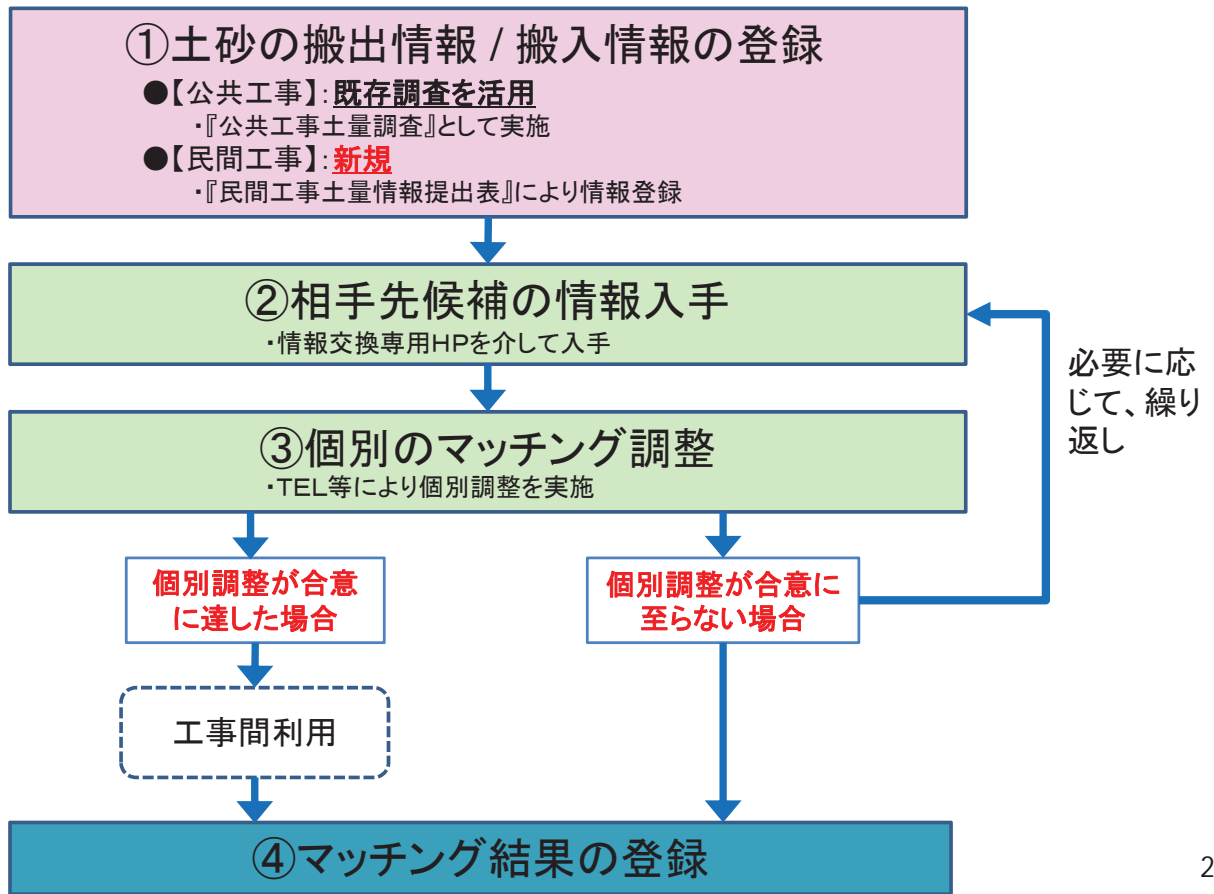 ①土砂の搬出情報 / 搬入情報の登録
●【公共工事】：既存調査を活用
・『公共工事土量調査』として実施
●【民間工事】：新規
・『民間工事土量情報提出表』により情報登録
②相手先候補の情報入手
・情報交換専用HPを介して入手
必要に応
じて、繰り
返し
③個別のマッチング調整
・TEL等により個別調整を実施
個別調整が合意
に達した場合
個別調整が合意に
至らない場合
工事間利用
④マッチング結果の登録
2